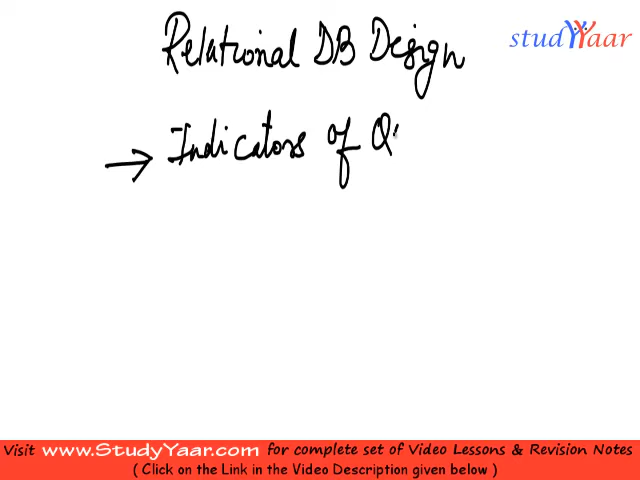 Relational DB Design
studYYaar
→ Indicators of Q
Visit www.StudyYaar.com for complete set of Video Lessons & Revision Notes
( Click on the Link in the Video Description given below )